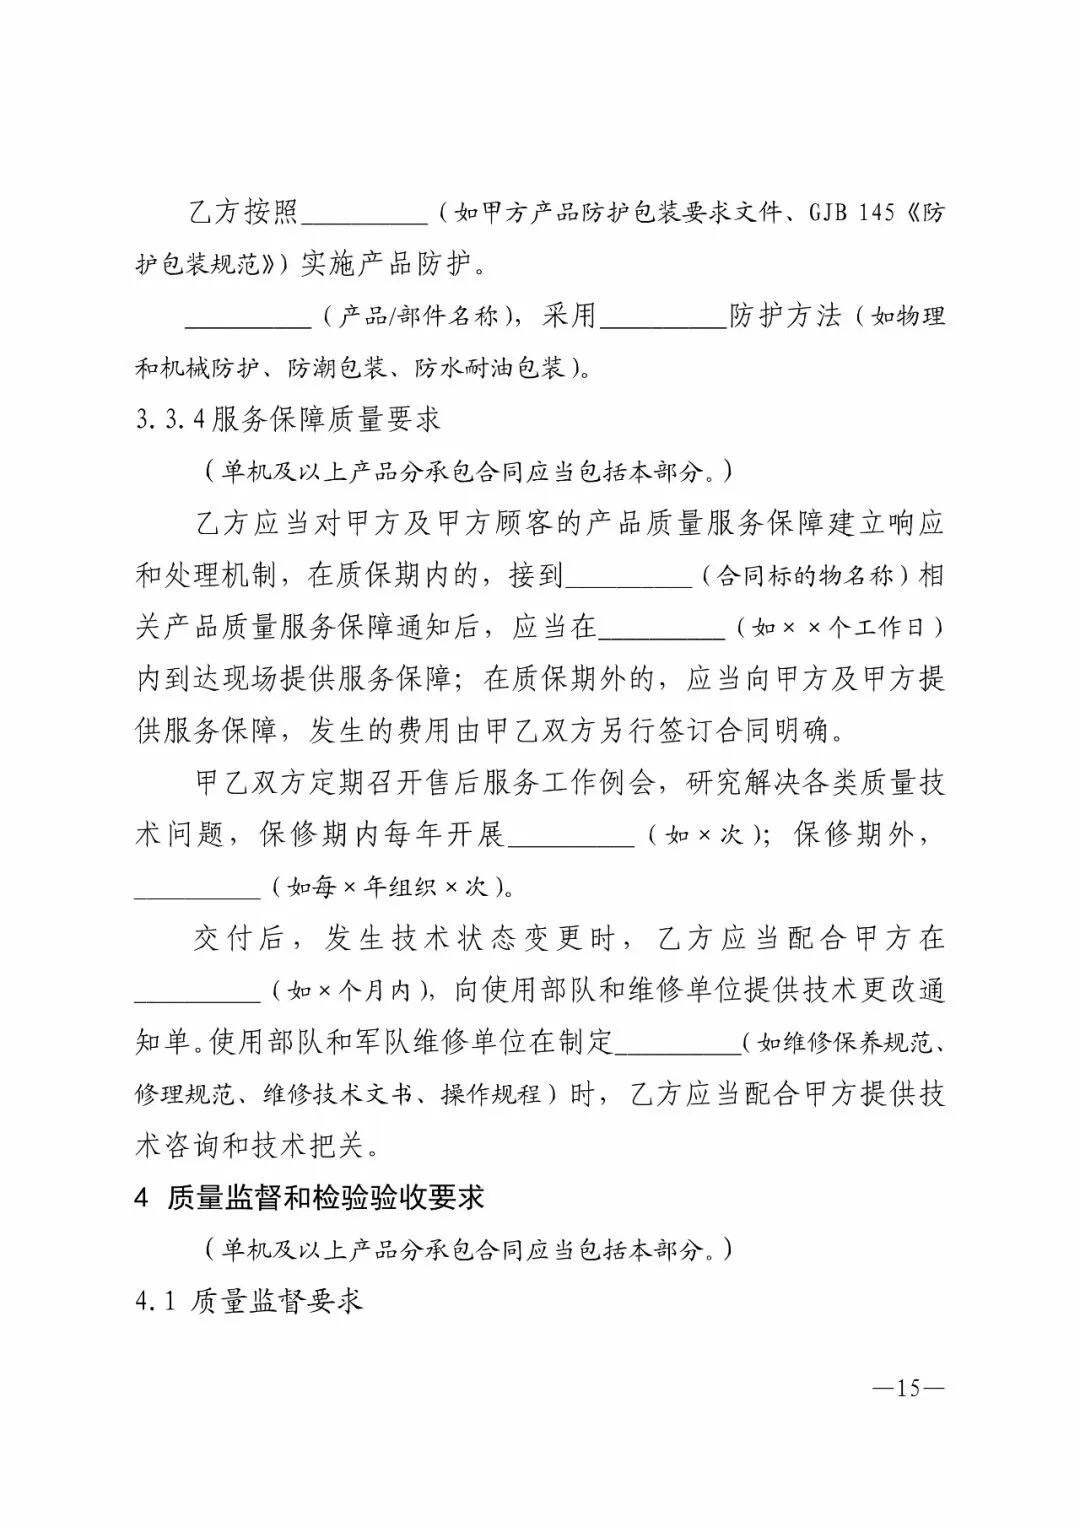 乙方按照__________（如甲方产品防护包装要求文件、GJB 145《防
护包装规范》）实施产品防护。
__________（产品/部件名称），采用__________防护方法（如物理
和机械防护、防潮包装、防水耐油包装）。
3.3.4服务保障质量要求
（单机及以上产品分承包合同应当包括本部分。）
乙方应当对甲方及甲方顾客的产品质量服务保障建立响应
和处理机制，在质保期内的，接到__________（合同标的物名称）相
关产品质量服务保障通知后，应当在__________（如××个工作日）
内到达现场提供服务保障；在质保期外的，应当向甲方及甲方提
供服务保障，发生的费用由甲乙双方另行签订合同明确。
甲乙双方定期召开售后服务工作例会，研究解决各类质量技
术问题，保修期内每年开展__________（如×次）；保修期外，
__________（如每×年组织×次）。
交付后，发生技术状态变更时，乙方应当配合甲方在
__________（如×个月内），向使用部队和维修单位提供技术更改通
知单。使用部队和军队维修单位在制定__________（如维修保养规范、
修理规范、维修技术文书、操作规程）时，乙方应当配合甲方提供技
术咨询和技术把关。
4 质量监督和检验验收要求
（单机及以上产品分承包合同应当包括本部分。）
4.1 质量监督要求
—15—